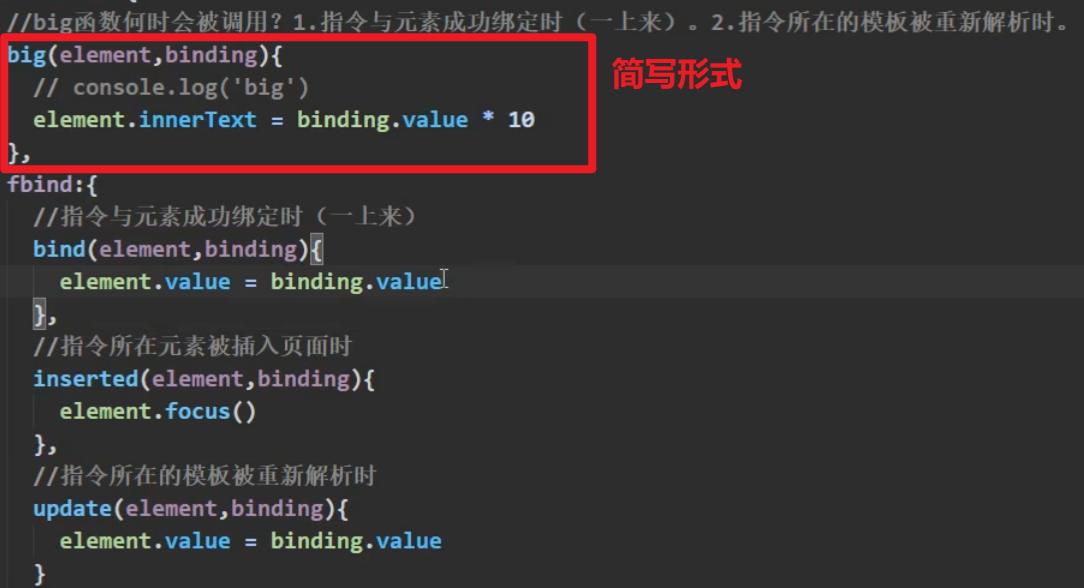 //big函数何时会被调用？1.指令与元素成功绑定时（一上来）。2.指令所在的模板被重新解析时。
big(element,binding){
// console.log('big')
element.innerText = binding.value * 10
},
简写形式
fbind:{
//指令与元素成功绑定时（一上来）
bind(element,binding){
element.value = binding.value
},
//指令所在元素被插入页面时
inserted(element,binding){
element.focus()
},
//指令所在的模板被重新解析时
update(element,binding){
element.value = binding.value
}